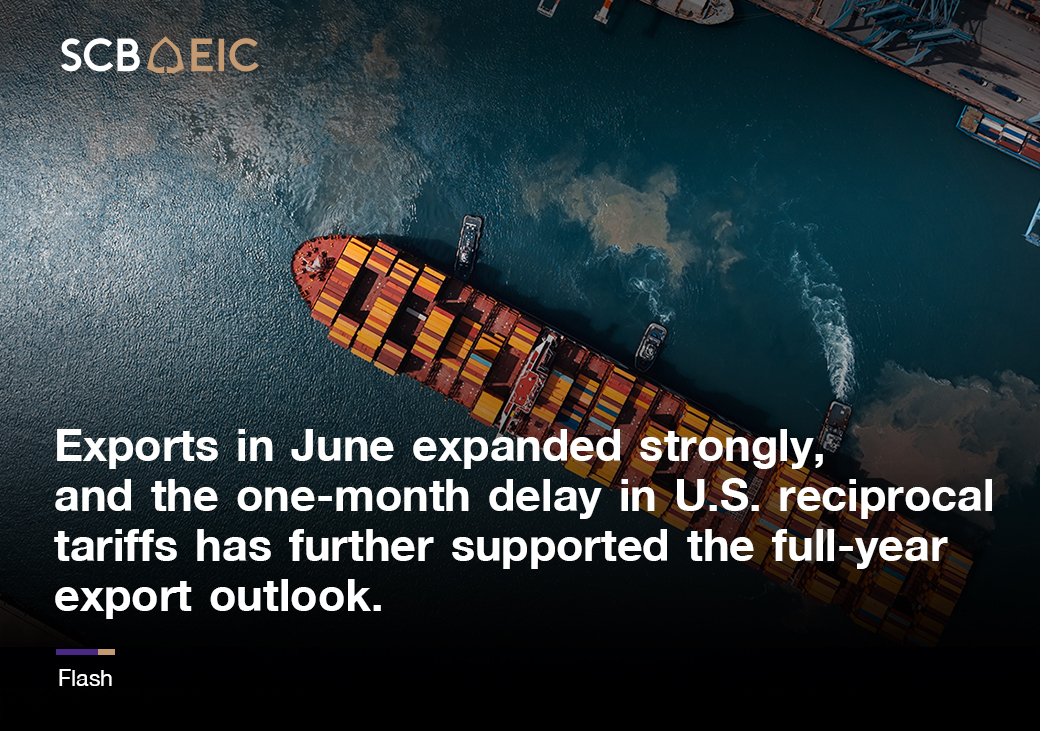 SCB EIC
Exports in June expanded strongly,
and the one-month delay in U.S. reciprocal
tariffs has further supported the full-year
export outlook.
Flash